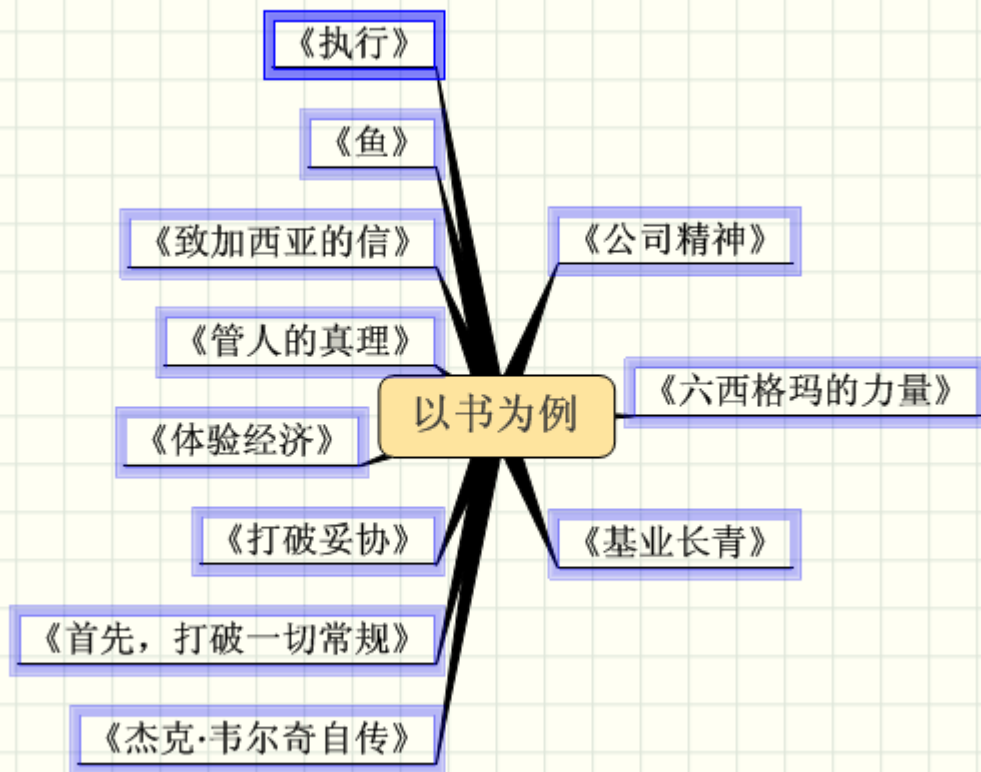 《执行》
《鱼》
《致加西亚的信》
《管人的真理》
《体验经济》
《打破妥协》
《首先，打破一切常规》
《杰克·韦尔奇自传》
以书为例
《公司精神》
《六西格玛的力量》
《基业长青》